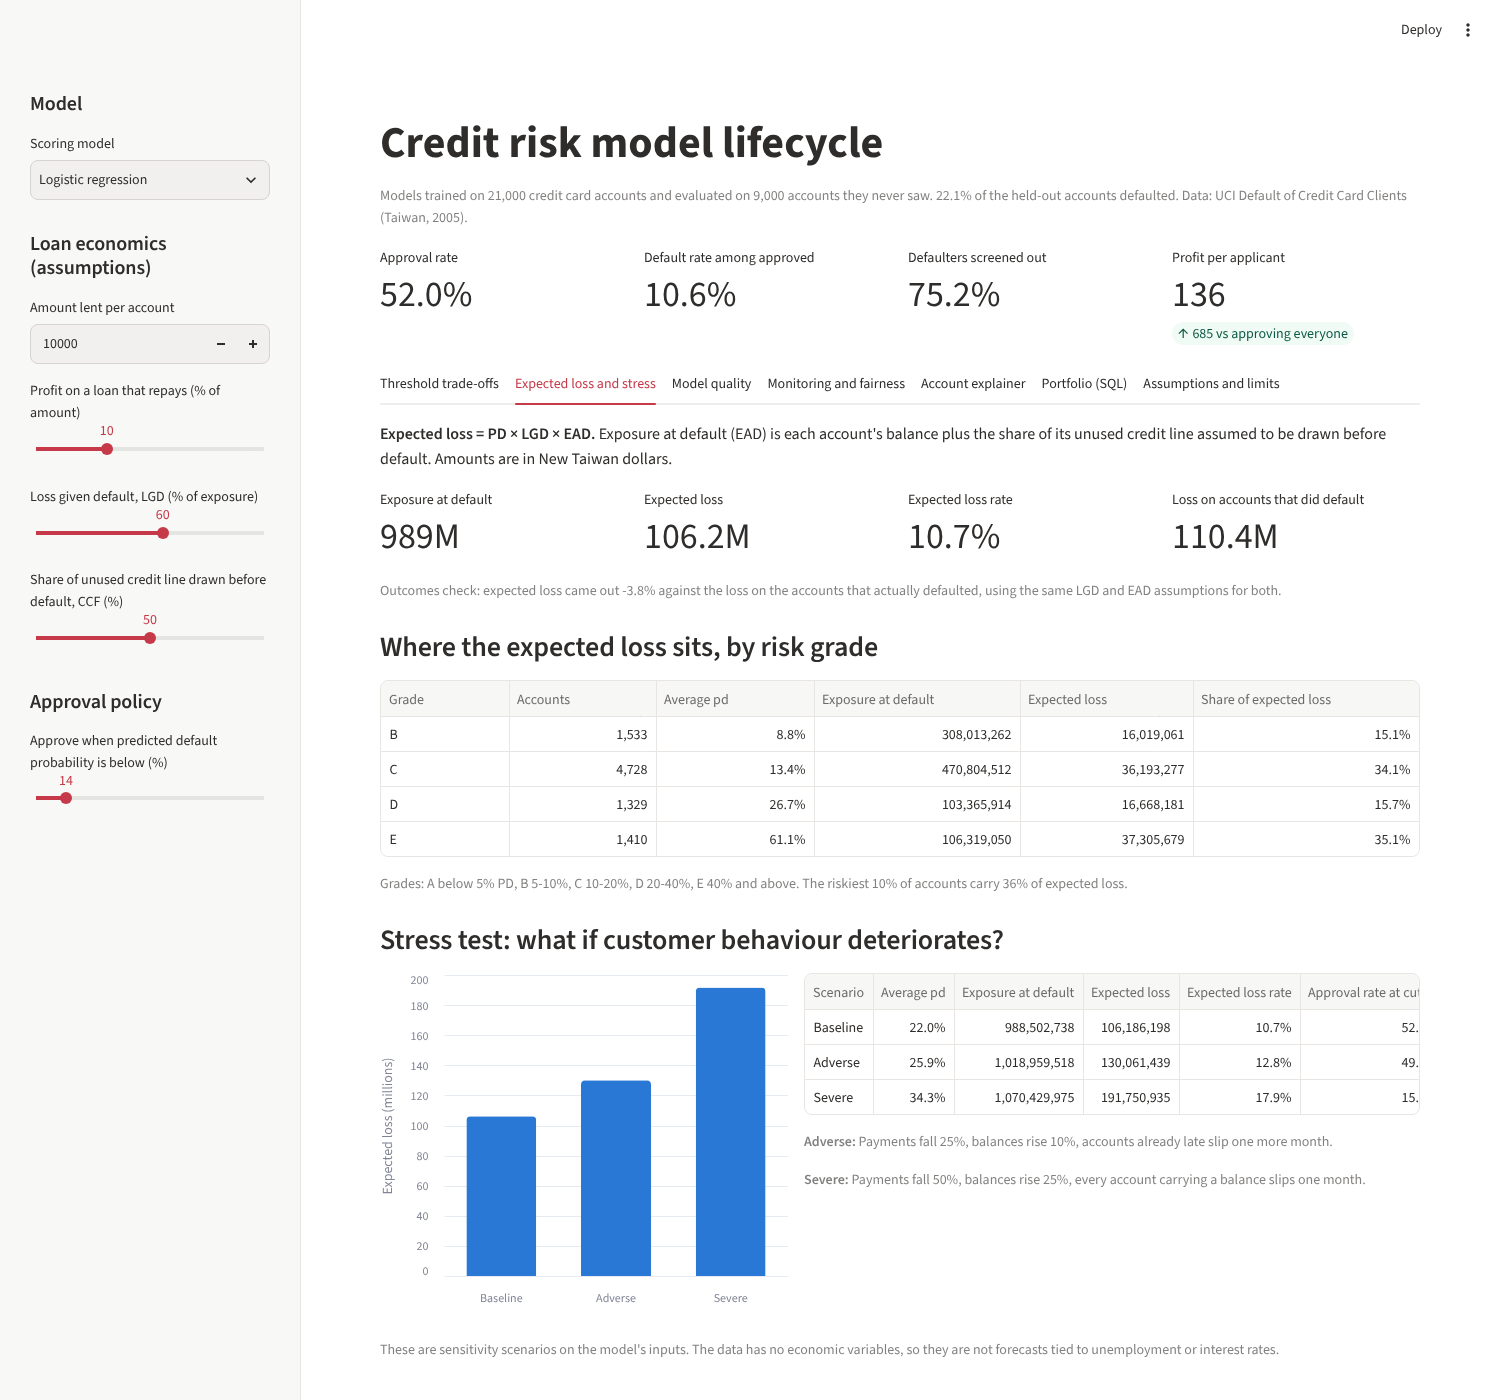 Deploy
Model
Scoring model
Logistic regression
Loan economics
(assumptions)
Amount lent per account
10000
Profit on a loan that repays (% of
amount)
10
Loss given default, LGD (% of exposure)
60
Share of unused credit line drawn before
default, CCF (%)
50
Approval policy
Approve when predicted default
probability is below (%)
14
Credit risk model lifecycle
Models trained on 21,000 credit card accounts and evaluated on 9,000 accounts they never saw. 22.1% of the held-out accounts defaulted. Data: UCI Default of Credit Card Clients
(Taiwan, 2005).
Approval rate Default rate among approved Defaulters screened out Profit per applicant
52.0% 10.6% 75.2% 136
↑ 685 vs approving everyone
Threshold trade-offs Expected loss and stress Model quality Monitoring and fairness Account explainer Portfolio (SQL) Assumptions and limits
Expected loss = PD × LGD × EAD. Exposure at default (EAD) is each account's balance plus the share of its unused credit line assumed to be drawn before
default. Amounts are in New Taiwan dollars.
Exposure at default Expected loss Expected loss rate Loss on accounts that did default
989M 106.2M 10.7% 110.4M
Outcomes check: expected loss came out -3.8% against the loss on the accounts that actually defaulted, using the same LGD and EAD assumptions for both.
Where the expected loss sits, by risk grade
Grade Accounts Average pd Exposure at default Expected loss Share of expected loss
B 1,533 8.8% 308,013,262 16,019,061 15.1%
C 4,728 13.4% 470,804,512 36,193,277 34.1%
D 1,329 26.7% 103,365,914 16,668,181 15.7%
E 1,410 61.1% 106,319,050 37,305,679 35.1%
Grades: A below 5% PD, B 5-10%, C 10-20%, D 20-40%, E 40% and above. The riskiest 10% of accounts carry 36% of expected loss.
Stress test: what if customer behaviour deteriorates?
Expected loss (millions)
200
180
160
140
120
100
80
60
40
20
0
Baseline Adverse Severe
Scenario Average pd Exposure at default Expected loss Expected loss rate Approval rate at cut
Baseline 22.0% 988,502,738 106,186,198 10.7% 52.
Adverse 25.9% 1,018,959,518 130,061,439 12.8% 49.
Severe 34.3% 1,070,429,975 191,750,935 17.9% 15.
Adverse: Payments fall 25%, balances rise 10%, accounts already late slip one more month.
Severe: Payments fall 50%, balances rise 25%, every account carrying a balance slips one month.
These are sensitivity scenarios on the model's inputs. The data has no economic variables, so they are not forecasts tied to unemployment or interest rates.